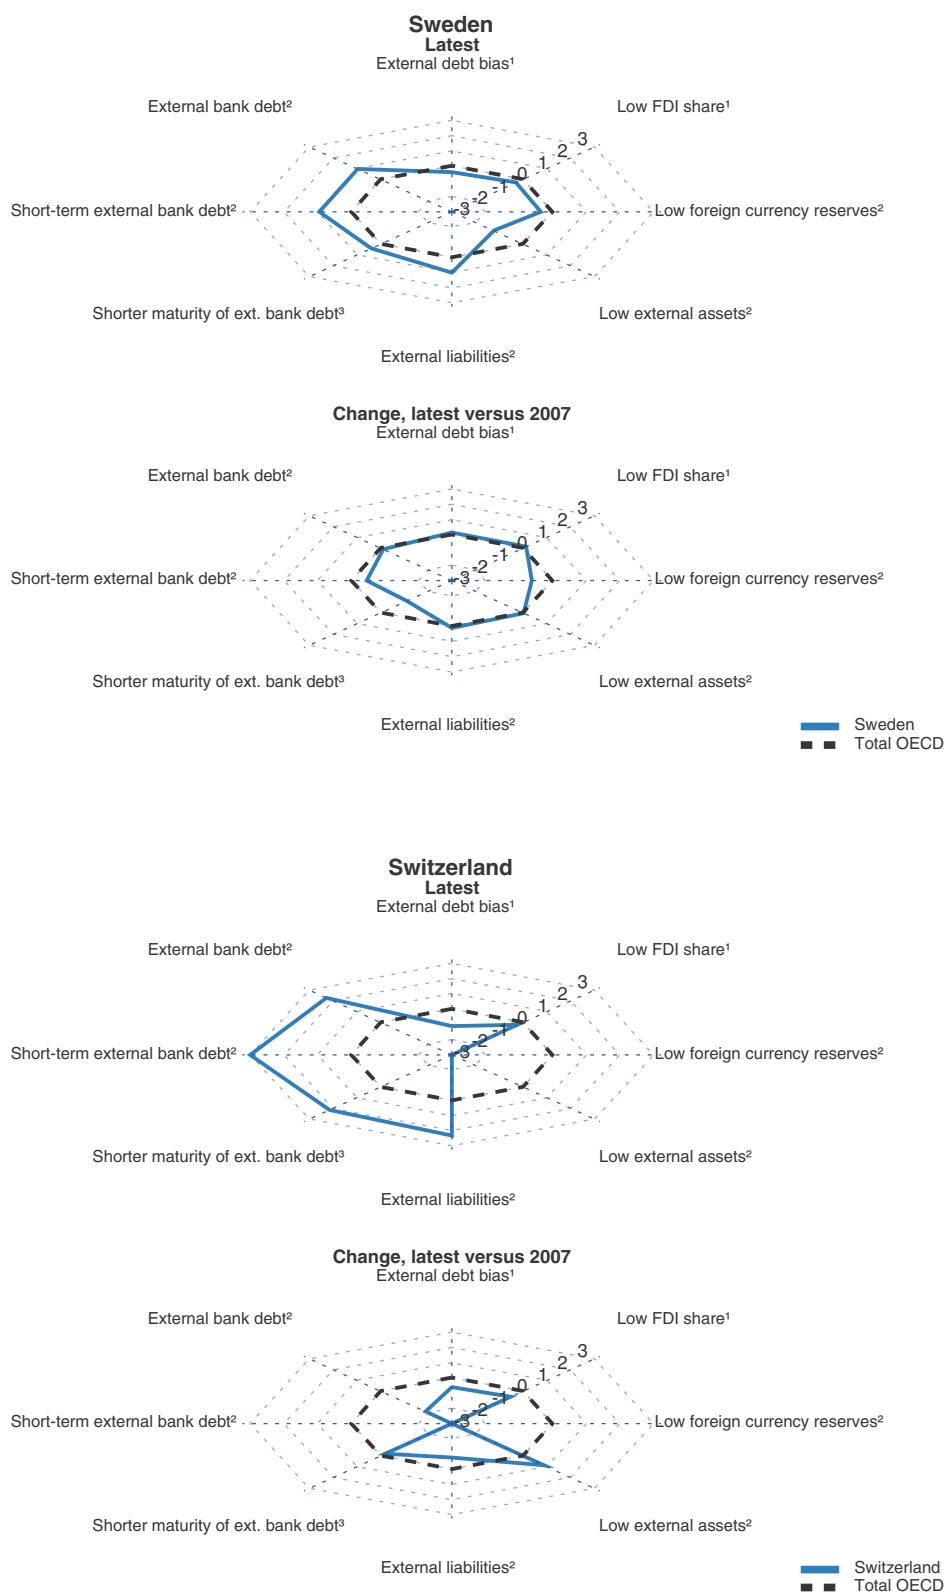 Sweden
Latest
External debt bias¹
External bank debt²
Low FDI share¹
3
2
1
0
-1
-2
-3
Short-term external bank debt²
Low foreign currency reserves²
Shorter maturity of ext. bank debt³
Low external assets²
External liabilities²
Change, latest versus 2007
External debt bias¹
External bank debt²
Low FDI share¹
3
2
1
0
-1
-2
-3
Short-term external bank debt²
Low foreign currency reserves²
Shorter maturity of ext. bank debt³
Low external assets²
External liabilities²
Sweden
Total OECD
Switzerland
Latest
External debt bias¹
External bank debt²
Low FDI share¹
3
2
1
0
-1
-2
-3
Short-term external bank debt²
Low foreign currency reserves²
Shorter maturity of ext. bank debt³
Low external assets²
External liabilities²
Change, latest versus 2007
External debt bias¹
External bank debt²
Low FDI share¹
3
2
1
0
-1
-2
-3
Short-term external bank debt²
Low foreign currency reserves²
Shorter maturity of ext. bank debt³
Low external assets²
External liabilities²
Switzerland
Total OECD